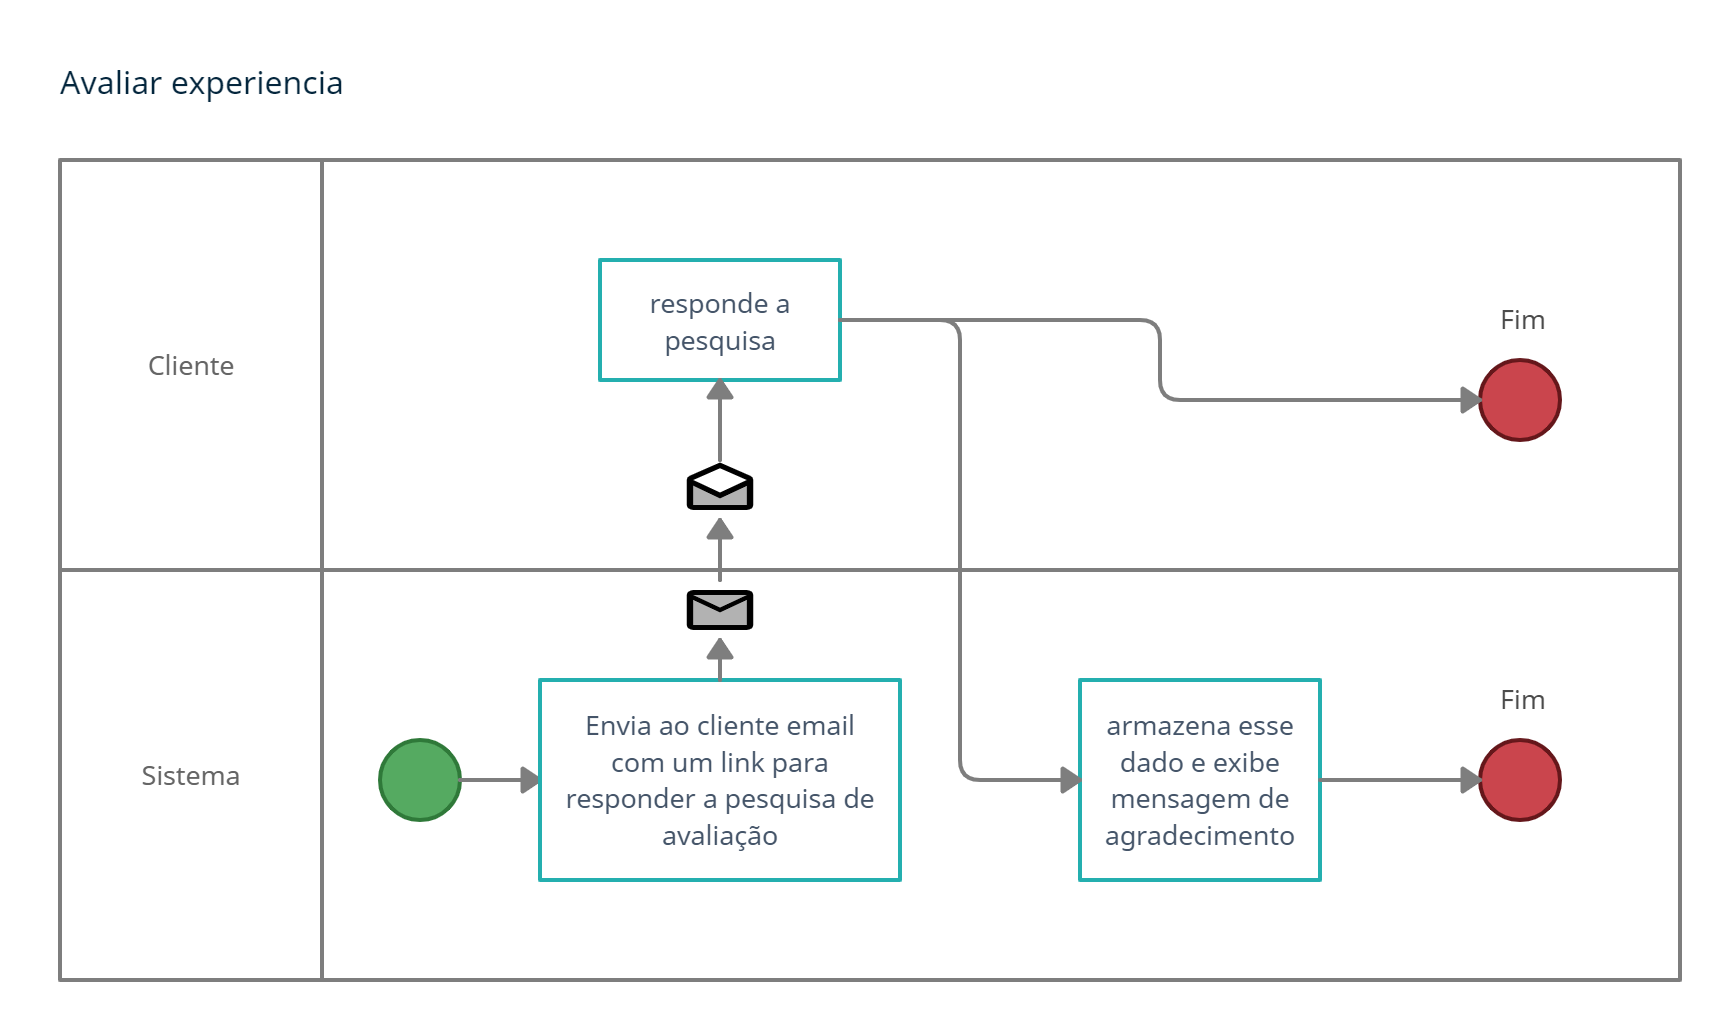 Avaliar experiencia
Cliente
responde a
pesquisa
Fim
Sistema
Envia ao cliente email
com um link para
responder a pesquisa de
avaliação
armazena esse
dado e exibe
mensagem de
agradecimento
Fim